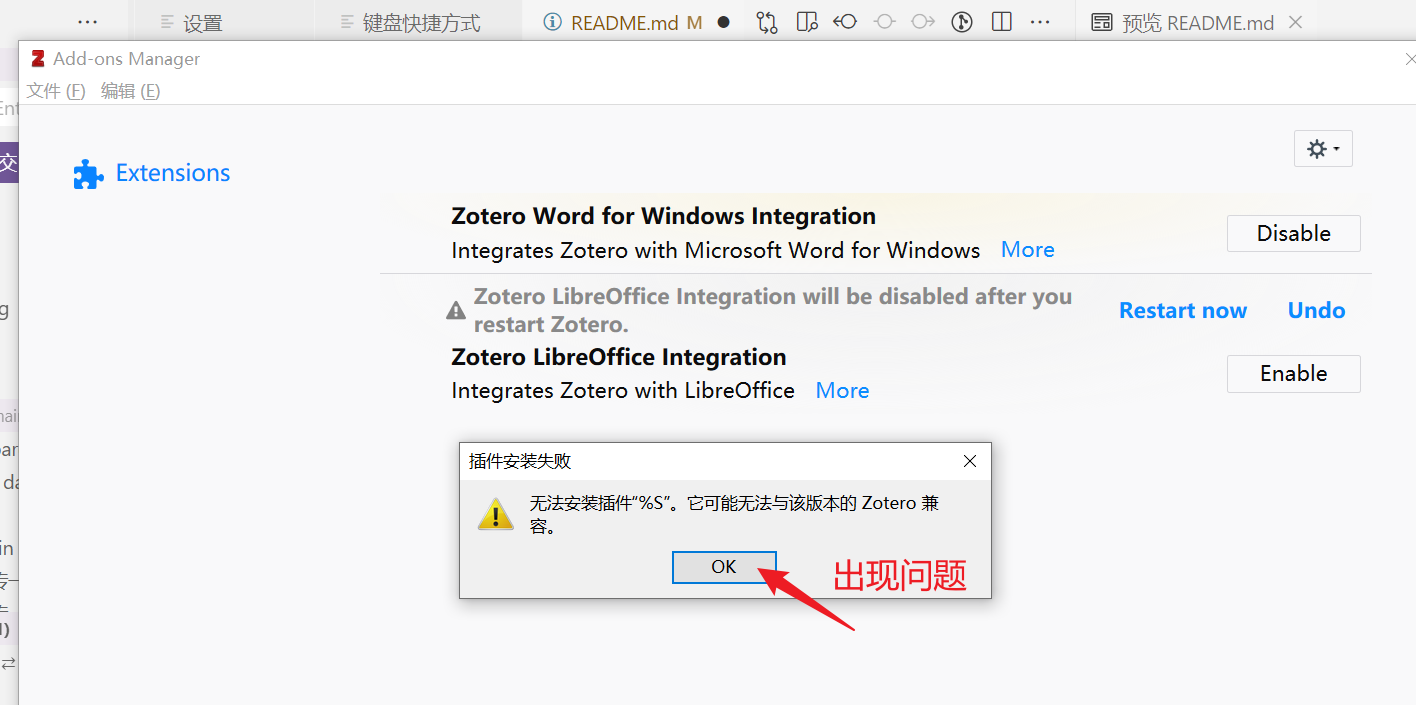 设置
键盘快捷方式
README.md M
预览 README.md
Add-ons Manager
文件 (F) 编辑 (E)
Ent
交
Extensions
Zotero Word for Windows Integration
Integrates Zotero with Microsoft Word for Windows More
Disable
Zotero LibreOffice Integration will be disabled after you
restart Zotero.
Restart now Undo
Zotero LibreOffice Integration
Integrates Zotero with LibreOffice More
Enable
插件安装失败
无法安装插件“%S”。它可能无法与该版本的 Zotero 兼
容。
OK
出现问题